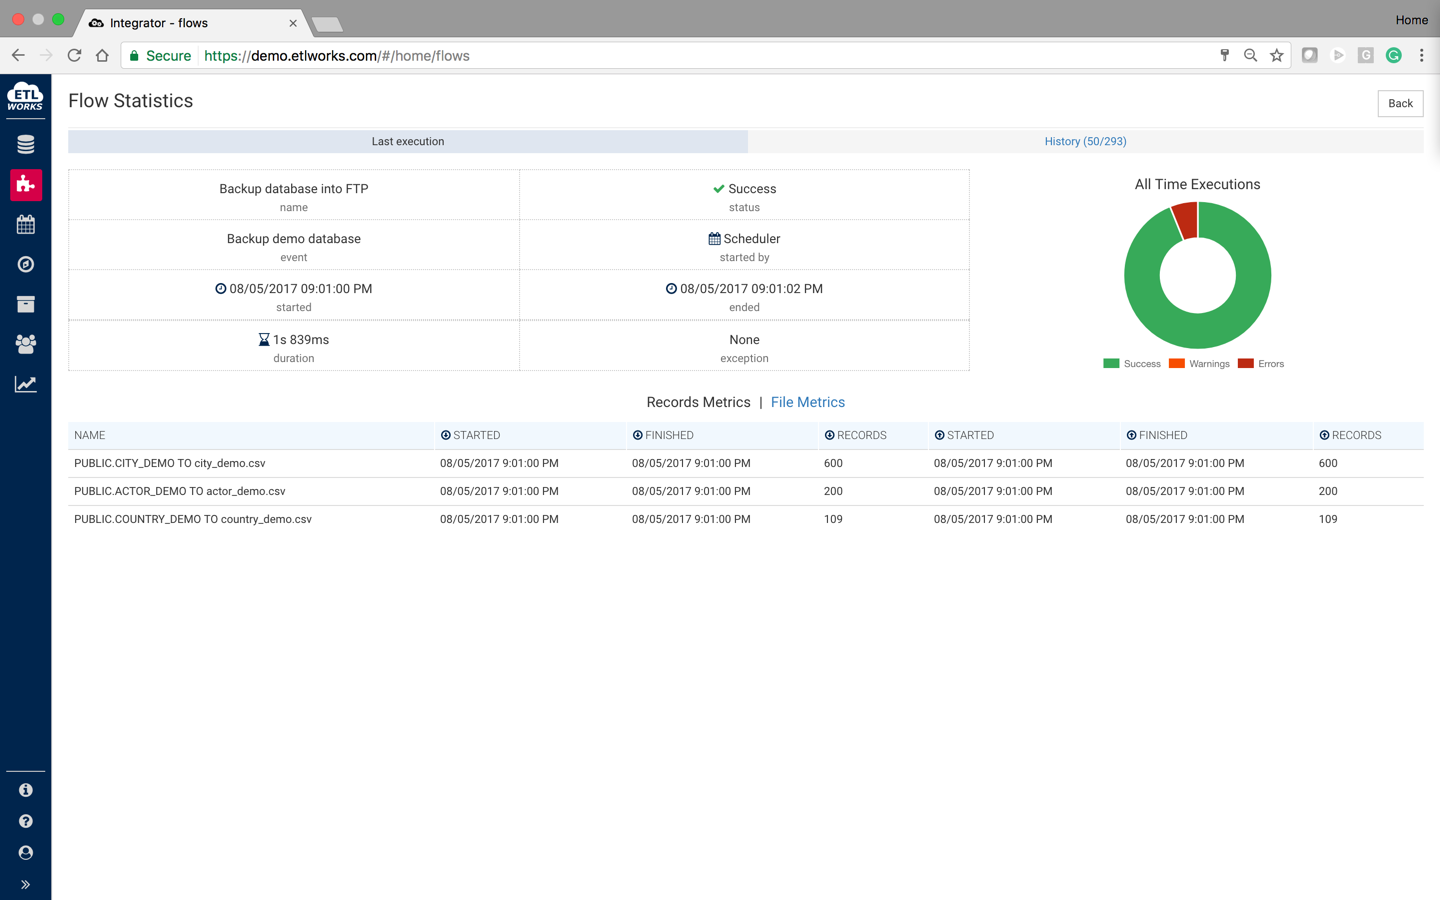 Integrator - flows
Home
Secure https://demo.etlworks.com/#/home/flows
G
G
ETL
WORKS
Flow Statistics
Back
Last execution
History (50/293)
Backup database into FTP
name
Success
status
Backup demo database
event
Scheduler
started by
08/05/2017 09:01:00 PM
started
08/05/2017 09:01:02 PM
ended
1s 839ms
duration
None
exception
All Time Executions
Success Warnings Errors
Records Metrics | File Metrics
NAME STARTED FINISHED RECORDS STARTED FINISHED RECORDS
PUBLIC.CITY_DEMO TO city_demo.csv 08/05/2017 9:01:00 PM 08/05/2017 9:01:00 PM 600 08/05/2017 9:01:00 PM 08/05/2017 9:01:00 PM 600
PUBLIC.ACTOR_DEMO TO actor_demo.csv 08/05/2017 9:01:00 PM 08/05/2017 9:01:00 PM 200 08/05/2017 9:01:00 PM 08/05/2017 9:01:00 PM 200
PUBLIC.COUNTRY_DEMO TO country_demo.csv 08/05/2017 9:01:00 PM 08/05/2017 9:01:00 PM 109 08/05/2017 9:01:00 PM 08/05/2017 9:01:00 PM 109